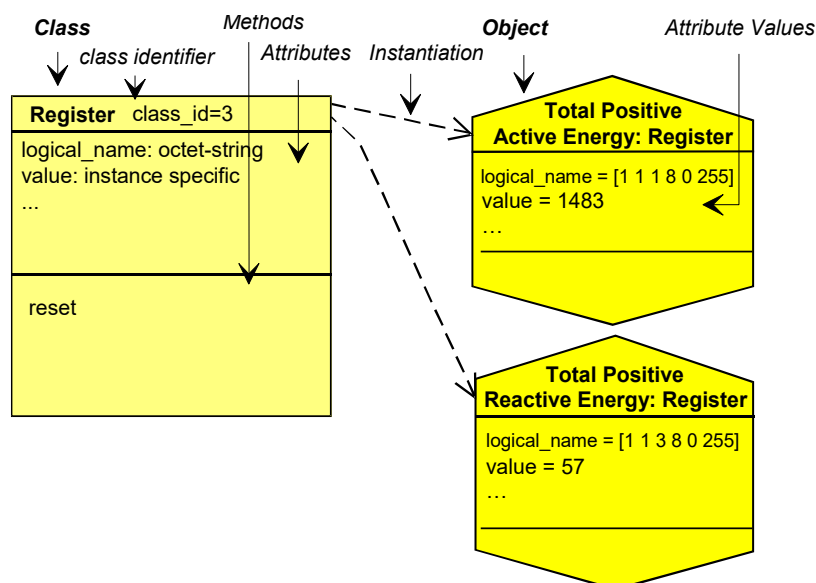 Class
class identifier
Methods
Attributes
Instantiation
Object
Attribute Values
Register class_id=3
logical_name: octet-string
value: instance specific
...
reset
Total Positive
Active Energy: Register
logical_name = [1 1 1 8 0 255]
value = 1483
…
Total Positive
Reactive Energy: Register
logical_name = [1 1 3 8 0 255]
value = 57
…